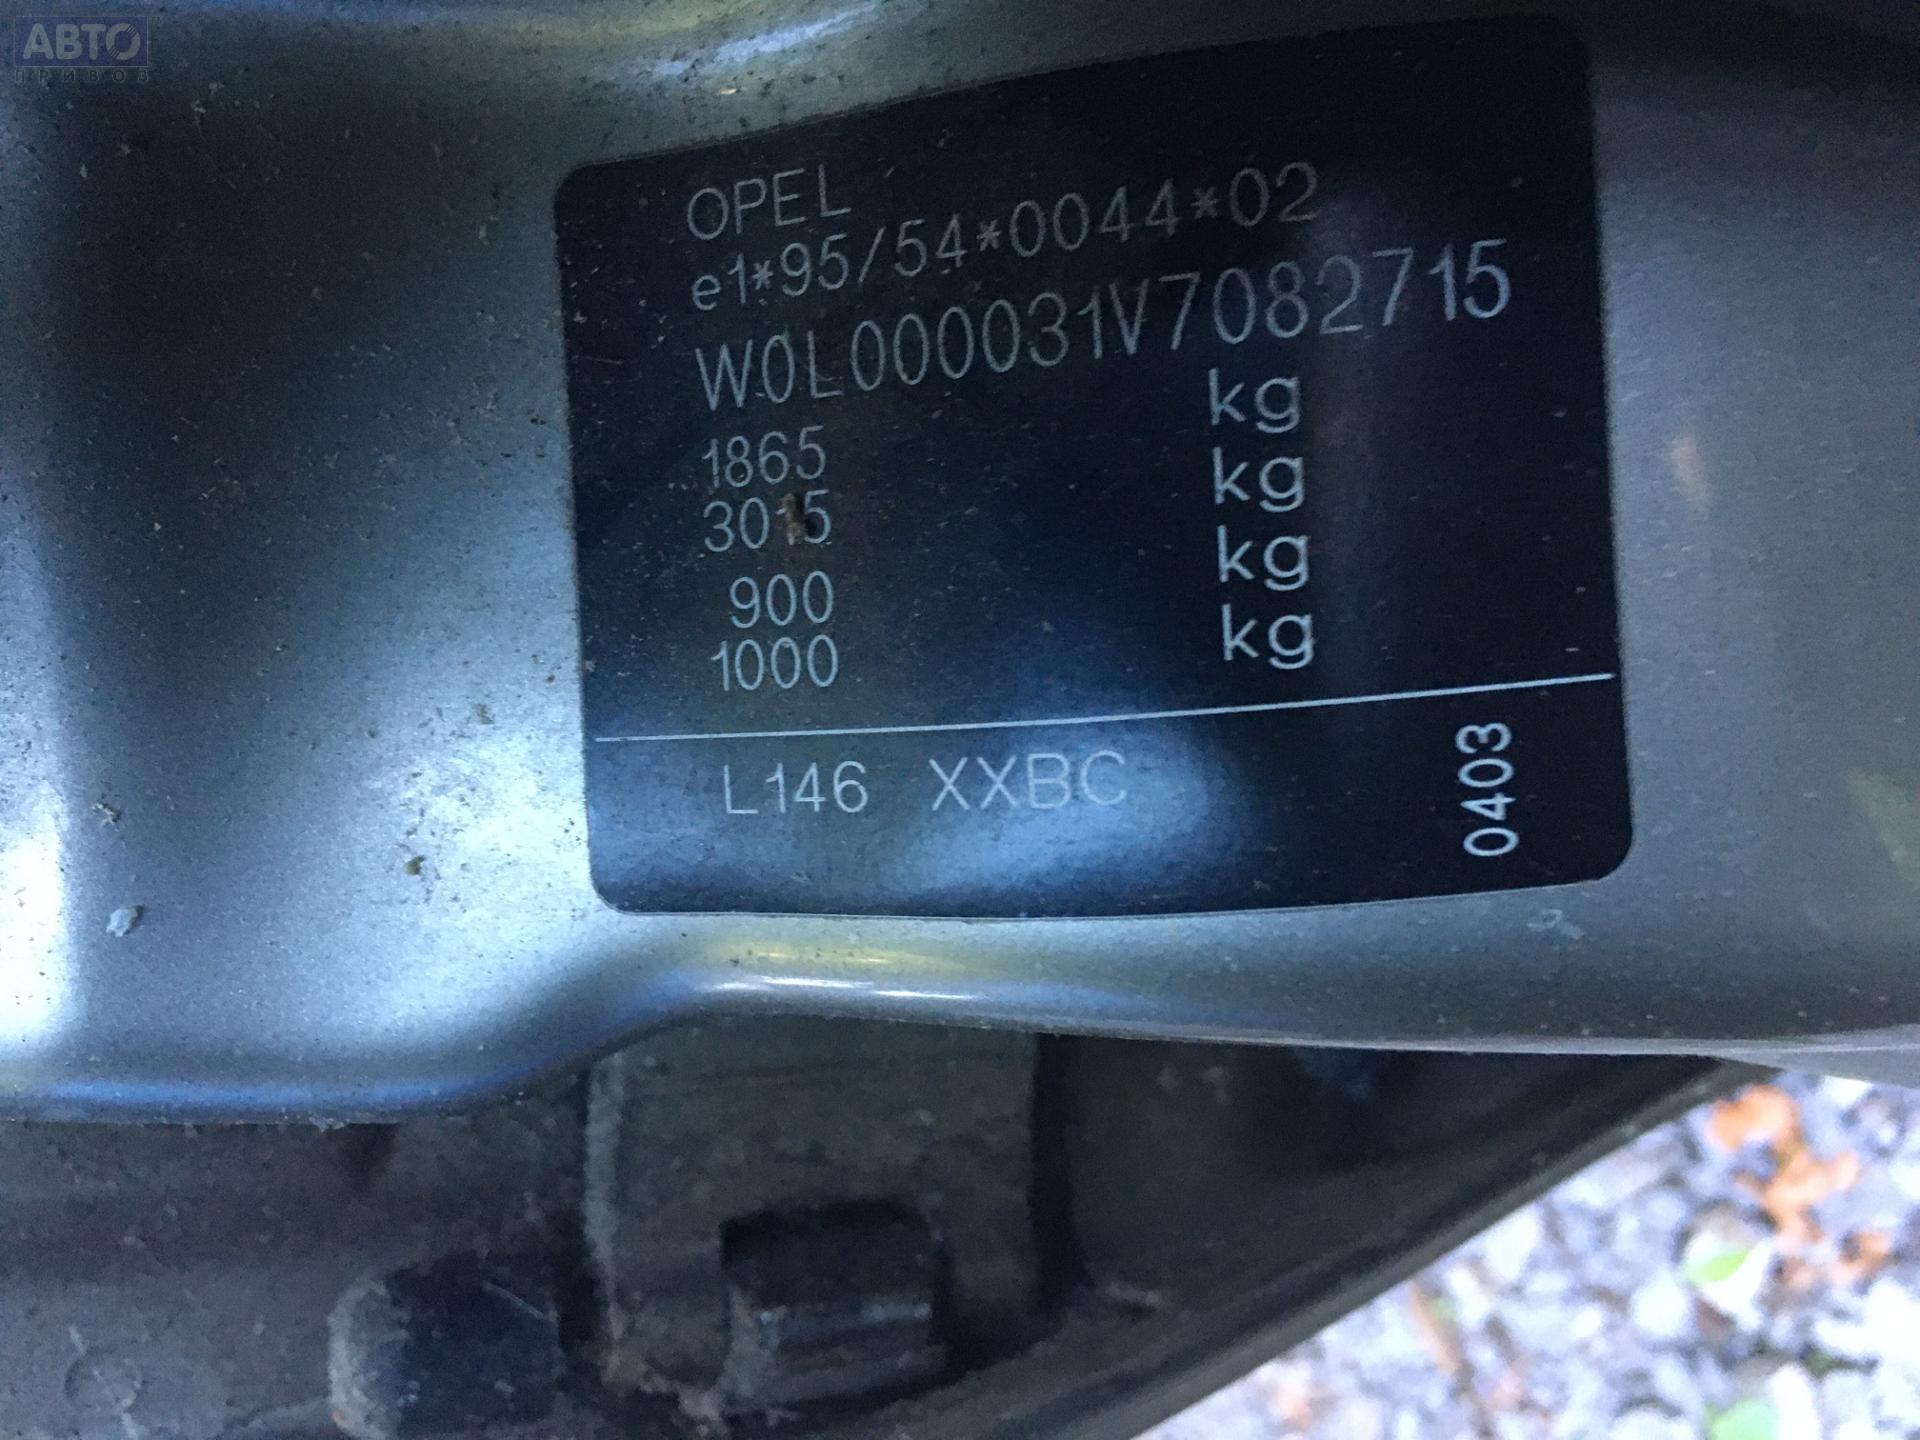 АВТО
ПРИВОЗ
OPEL
e1*95/54*0044*02
W0L000031V7082715
1865 kg
3015 kg
900 kg
1000 kg
L146 XXBC
0403